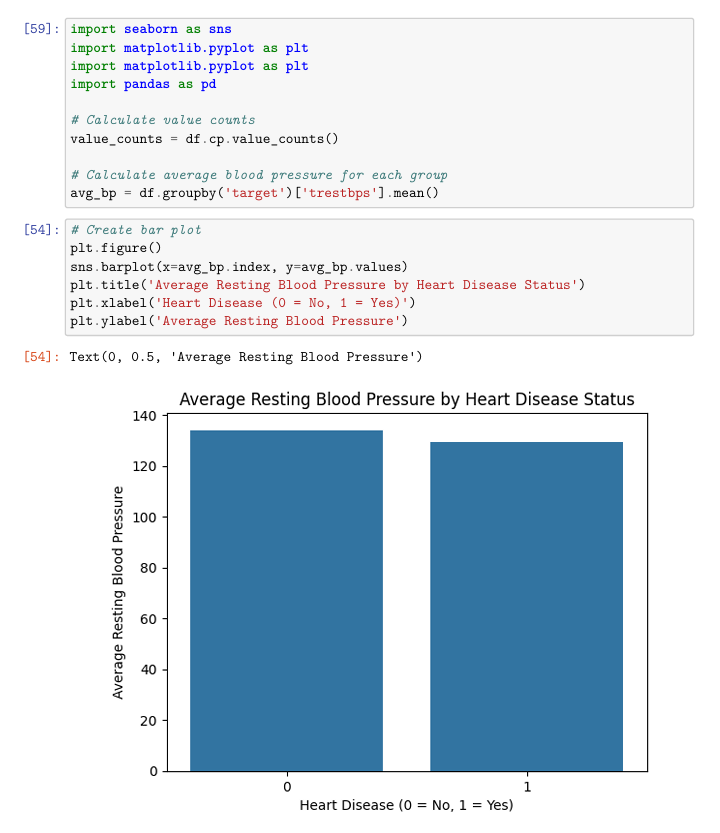 [59]: import seaborn as sns
import matplotlib.pyplot as plt
import matplotlib.pyplot as plt
import pandas as pd
# Calculate value counts
value_counts = df.cp.value_counts()
# Calculate average blood pressure for each group
avg_bp = df.groupby('target')['trestbps'].mean()
[54]: # Create bar plot
plt.figure()
sns.barplot(x=avg_bp.index, y=avg_bp.values)
plt.title('Average Resting Blood Pressure by Heart Disease Status')
plt.xlabel('Heart Disease (0 = No, 1 = Yes)')
plt.ylabel('Average Resting Blood Pressure')
[54]: Text(0, 0.5, 'Average Resting Blood Pressure')
Average Resting Blood Pressure by Heart Disease Status
Average Resting Blood Pressure
140
120
100
80
60
40
20
0
0 1
Heart Disease (0 = No, 1 = Yes)